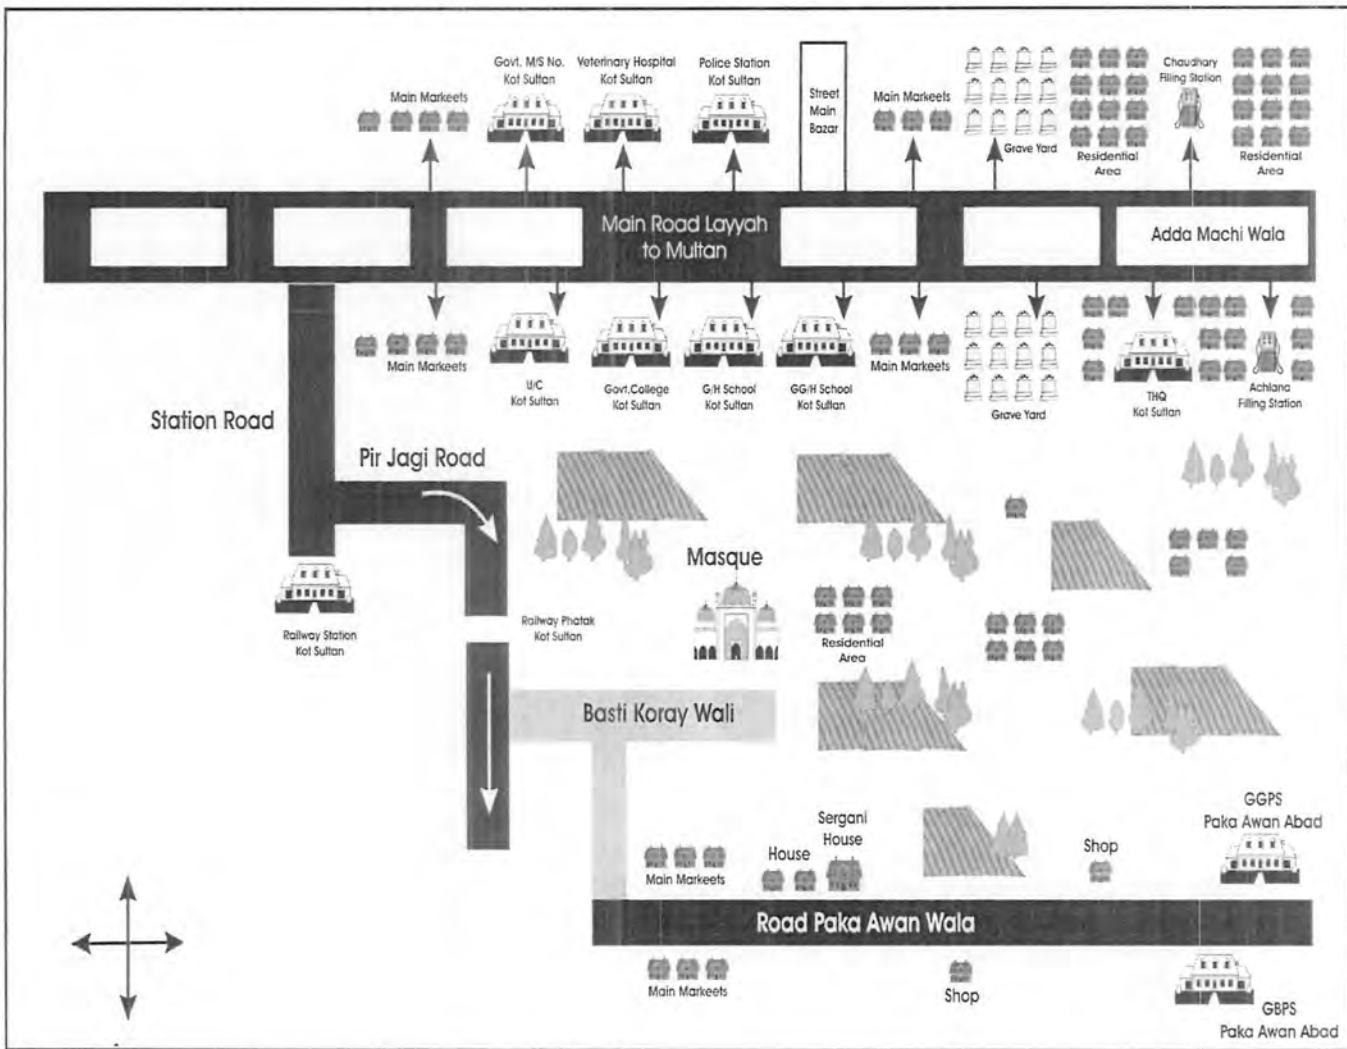 Govt. M/S No.
Kot Sultan
Veterinary Hospital
Kot Sultan
Police Station
Kot Sultan
Street
Main
Bazar
Main Markeets
Main Markeets
Grave Yard
Residential
Area
Chaudhary
Filling Station
Residential
Area
Main Road Layyah
to Multan
Adda Machi Wala
Main Markeets
U/C
Kot Sultan
Govt.College
Kot Sultan
G/H School
Kot Sultan
GG/H School
Kot Sultan
Main Markeets
Grave Yard
THQ
Kot Sultan
Achlana
Filling Station
Station Road
Pir Jagi Road
Railway Station
Kot Sultan
Railway Phatak
Kot Sultan
Masque
Residential
Area
Basti Koray Wali
Main Markeets
House
Sergani
House
Shop
GGPS
Paka Awan Abad
Road Paka Awan Wala
Main Markeets
Shop
GBPS
Paka Awan Abad